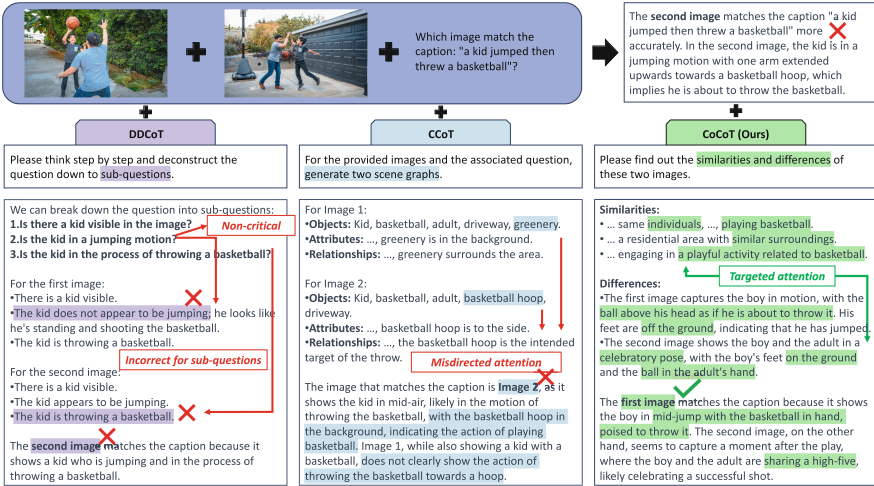 Which image match the
caption: "a kid jumped then
threw a basketball"?
The second image matches the caption "a kid
jumped then threw a basketball" more
accurately. In the second image, the kid is in a
jumping motion with one arm extended
upwards towards a basketball hoop, which
implies he is about to throw the basketball.
DDCoT
Please think step by step and deconstruct the
question down to sub-questions.
We can break down the question into sub-questions:
1.Is there a kid visible in the image?
2.Is the kid in a jumping motion?
3.Is the kid in the process of throwing a basketball?
Non-critical
For the first image:
•There is a kid visible.
•The kid does not appear to be jumping; he looks like
he's standing and shooting the basketball.
•The kid is throwing a basketball.
Incorrect for sub-questions
For the second image:
•There is a kid visible.
•The kid appears to be jumping.
•The kid is throwing a basketball.
The second image matches the caption because it
shows a kid who is jumping and in the process of
throwing a basketball.
CCoT
For the provided images and the associated question,
generate two scene graphs.
For Image 1:
•Objects: Kid, basketball, adult, driveway, greenery.
•Attributes: ..., greenery is in the background.
•Relationships: ..., greenery surrounds the area.
For Image 2:
•Objects: Kid, basketball, adult, basketball hoop,
driveway.
•Attributes: ..., basketball hoop is to the side.
•Relationships: ..., the basketball hoop is the intended
target of the throw.
Misdirected attention
The image that matches the caption is Image 2, as it
shows the kid in mid-air, likely in the motion of
throwing the basketball, with the basketball hoop in
the background, indicating the action of playing
basketball. Image 1, while also showing a kid with a
basketball, does not clearly show the action of
throwing the basketball towards a hoop.
CoCoT (Ours)
Please find out the similarities and differences of
these two images.
Similarities:
• ... same individuals, ..., playing basketball.
• ... a residential area with similar surroundings.
• ... engaging in a playful activity related to basketball.
Targeted attention
Differences:
•The first image captures the boy in motion, with the
ball above his head as if he is about to throw it. His
feet are off the ground, indicating that he has jumped.
•The second image shows the boy and the adult in a
celebratory pose, with the boy's feet on the ground
and the ball in the adult's hand.
The first image matches the caption because it shows
the boy in mid-jump with the basketball in hand,
poised to throw it. The second image, on the other
hand, seems to capture a moment after the play,
where the boy and the adult are sharing a high-five,
likely celebrating a successful shot.